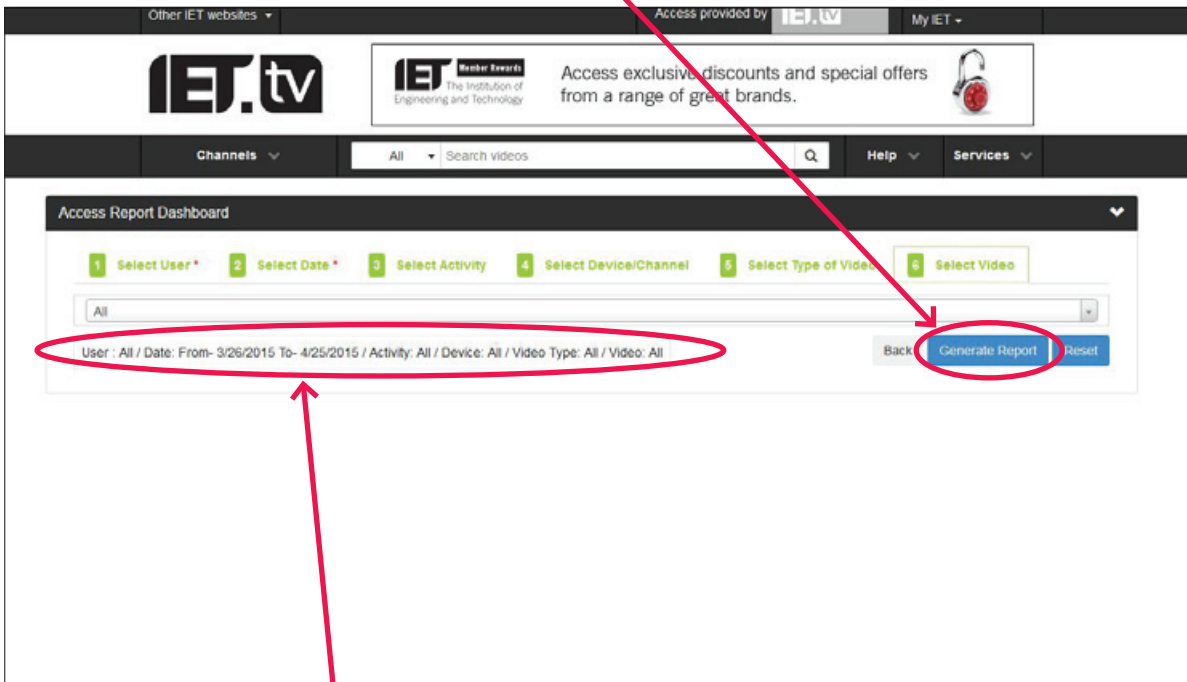 Other IET websites
Access provided by IET.tv
My IET
IET.tv
IET
Member Rewards
The Institution of
Engineering and Technology
Access exclusive discounts and special offers
from a range of great brands.
Channels
All
Search videos
Help
Services
Access Report Dashboard
1 Select User *
2 Select Date *
3 Select Activity
4 Select Device/Channel
5 Select Type of Video
6 Select Video
All
User : All / Date: From- 3/26/2015 To- 4/25/2015 / Activity: All / Device: All / Video Type: All / Video: All
Back
Generate Report
Reset